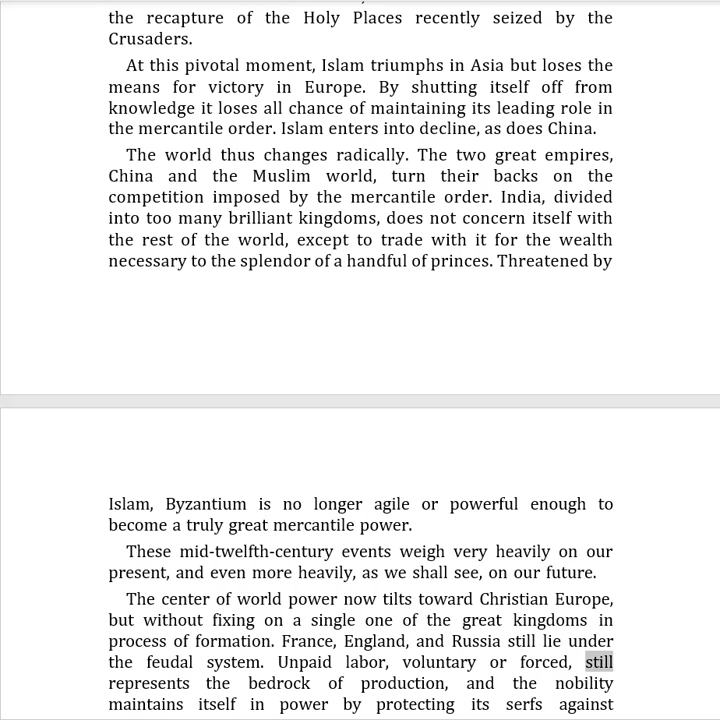 the recapture of the Holy Places recently seized by the
Crusaders.
At this pivotal moment, Islam triumphs in Asia but loses the
means for victory in Europe. By shutting itself off from
knowledge it loses all chance of maintaining its leading role in
the mercantile order. Islam enters into decline, as does China.
The world thus changes radically. The two great empires,
China and the Muslim world, turn their backs on the
competition imposed by the mercantile order. India, divided
into too many brilliant kingdoms, does not concern itself with
the rest of the world, except to trade with it for the wealth
necessary to the splendor of a handful of princes. Threatened by
Islam, Byzantium is no longer agile or powerful enough to
become a truly great mercantile power.
These mid-twelfth-century events weigh very heavily on our
present, and even more heavily, as we shall see, on our future.
The center of world power now tilts toward Christian Europe,
but without fixing on a single one of the great kingdoms in
process of formation. France, England, and Russia still lie under
the feudal system. Unpaid labor, voluntary or forced, still
represents the bedrock of production, and the nobility
maintains itself in power by protecting its serfs against